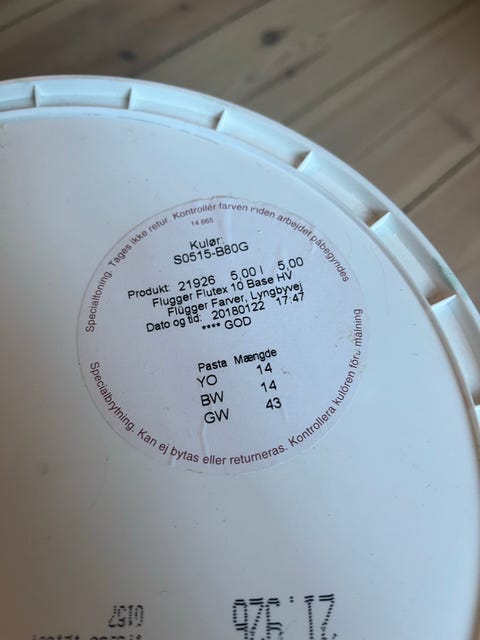 Specialtoning. Tages ikke retur. Kontrollér farven inden arbejdet påbegyndes
14 665
Kulør:
S0515-B80G
Produkt: 21926 5,00 l 5,00
Flugger Flutex 10 Base HV
Flügger Farver, Lyngbyvej
Dato og tid: 20180122 17:47
**** GOD
Pasta Mængde
YO 14
BW 14
GW 43
Specialbrytning. Kan ej bytas eller returneras. Kontrollera kulören före målning